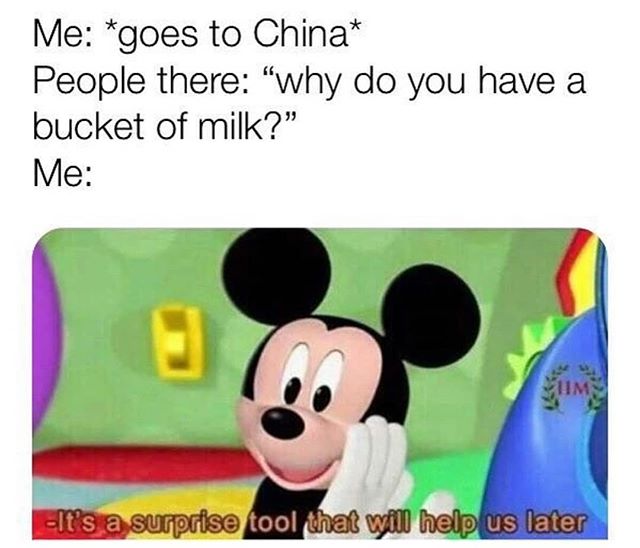 Me: *goes to China*
People there: “why do you have a
bucket of milk?”
Me:
IIM
-It's a surprise tool that will help us later